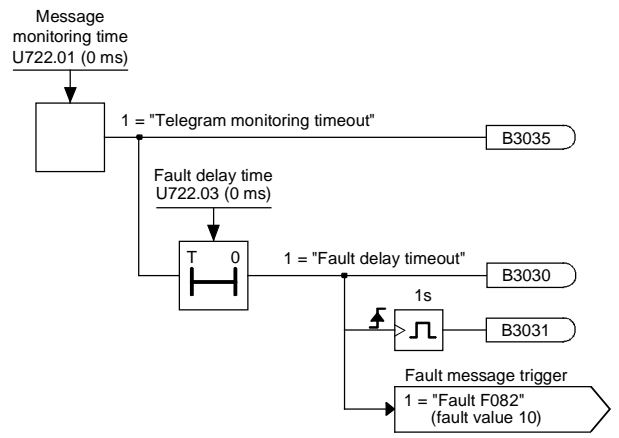 Message
monitoring time
U722.01 (0 ms)
1 = "Telegram monitoring timeout"
B3035
Fault delay time
U722.03 (0 ms)
T 0
1 = "Fault delay timeout"
B3030
1s
B3031
Fault message trigger
1 = "Fault F082"
(fault value 10)